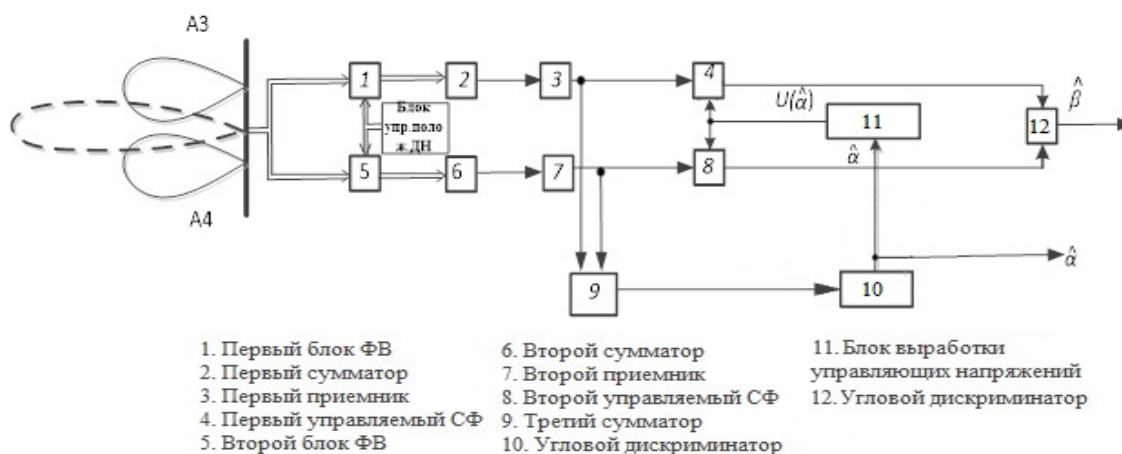 A3
1
2
3
4
Блок
упр.поло
ж.ДН
U(α̂)
11
β̂
12
5
6
7
8
α̂
A4
9
10
α̂
1. Первый блок ФВ
2. Первый сумматор
3. Первый приемник
4. Первый управляемый СФ
5. Второй блок ФВ
6. Второй сумматор
7. Второй приемник
8. Второй управляемый СФ
9. Третий сумматор
10. Угловой дискриминатор
11. Блок выработки
управляющих напряжений
12. Угловой дискриминатор